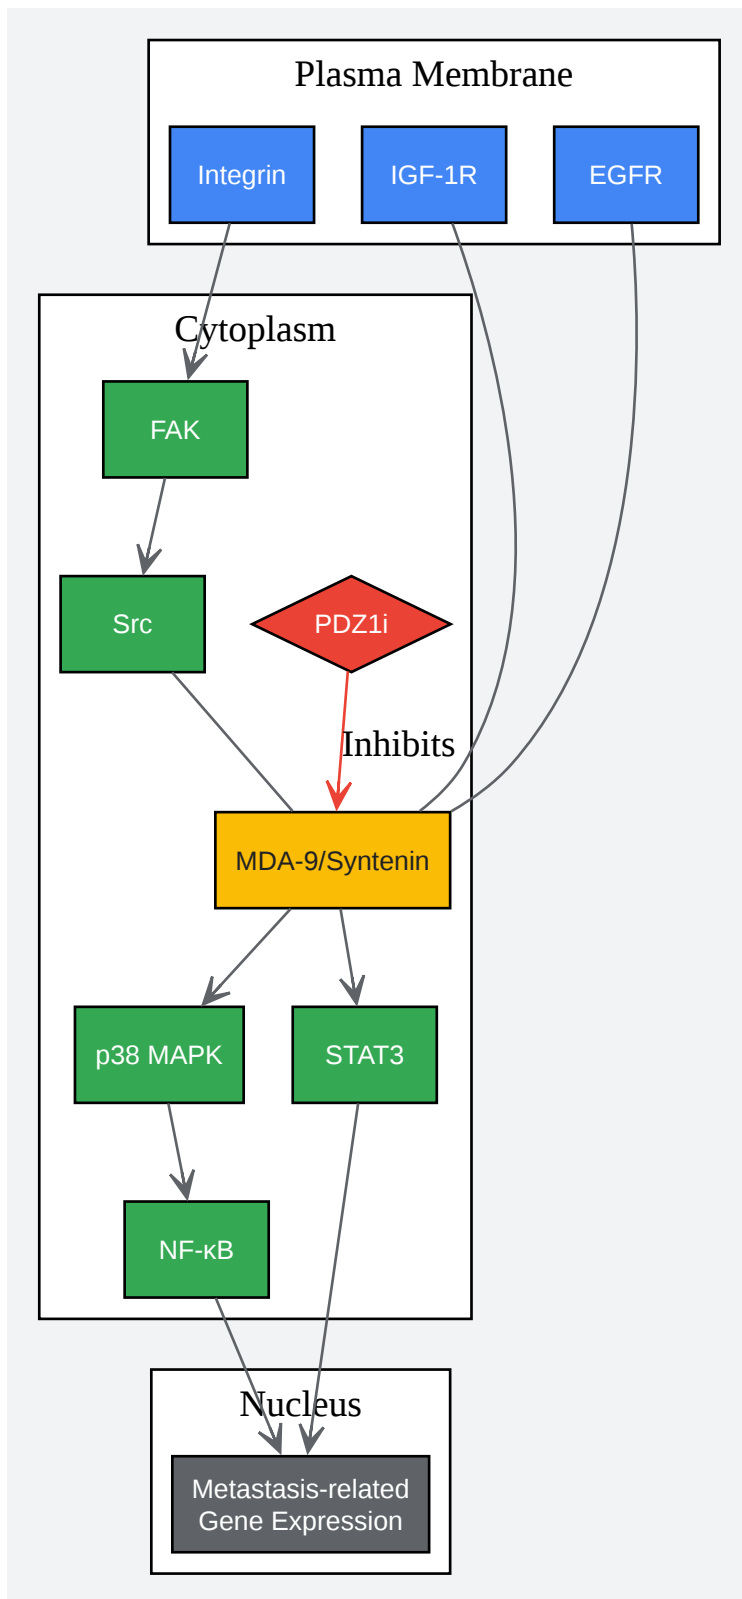 Plasma Membrane
Integrin
IGF-1R
EGFR
Cytoplasm
FAK
Src
PDZ1i
Inhibits
MDA-9/Syntenin
p38 MAPK
STAT3
NF-κB
Nucleus
Metastasis-related
Gene Expression